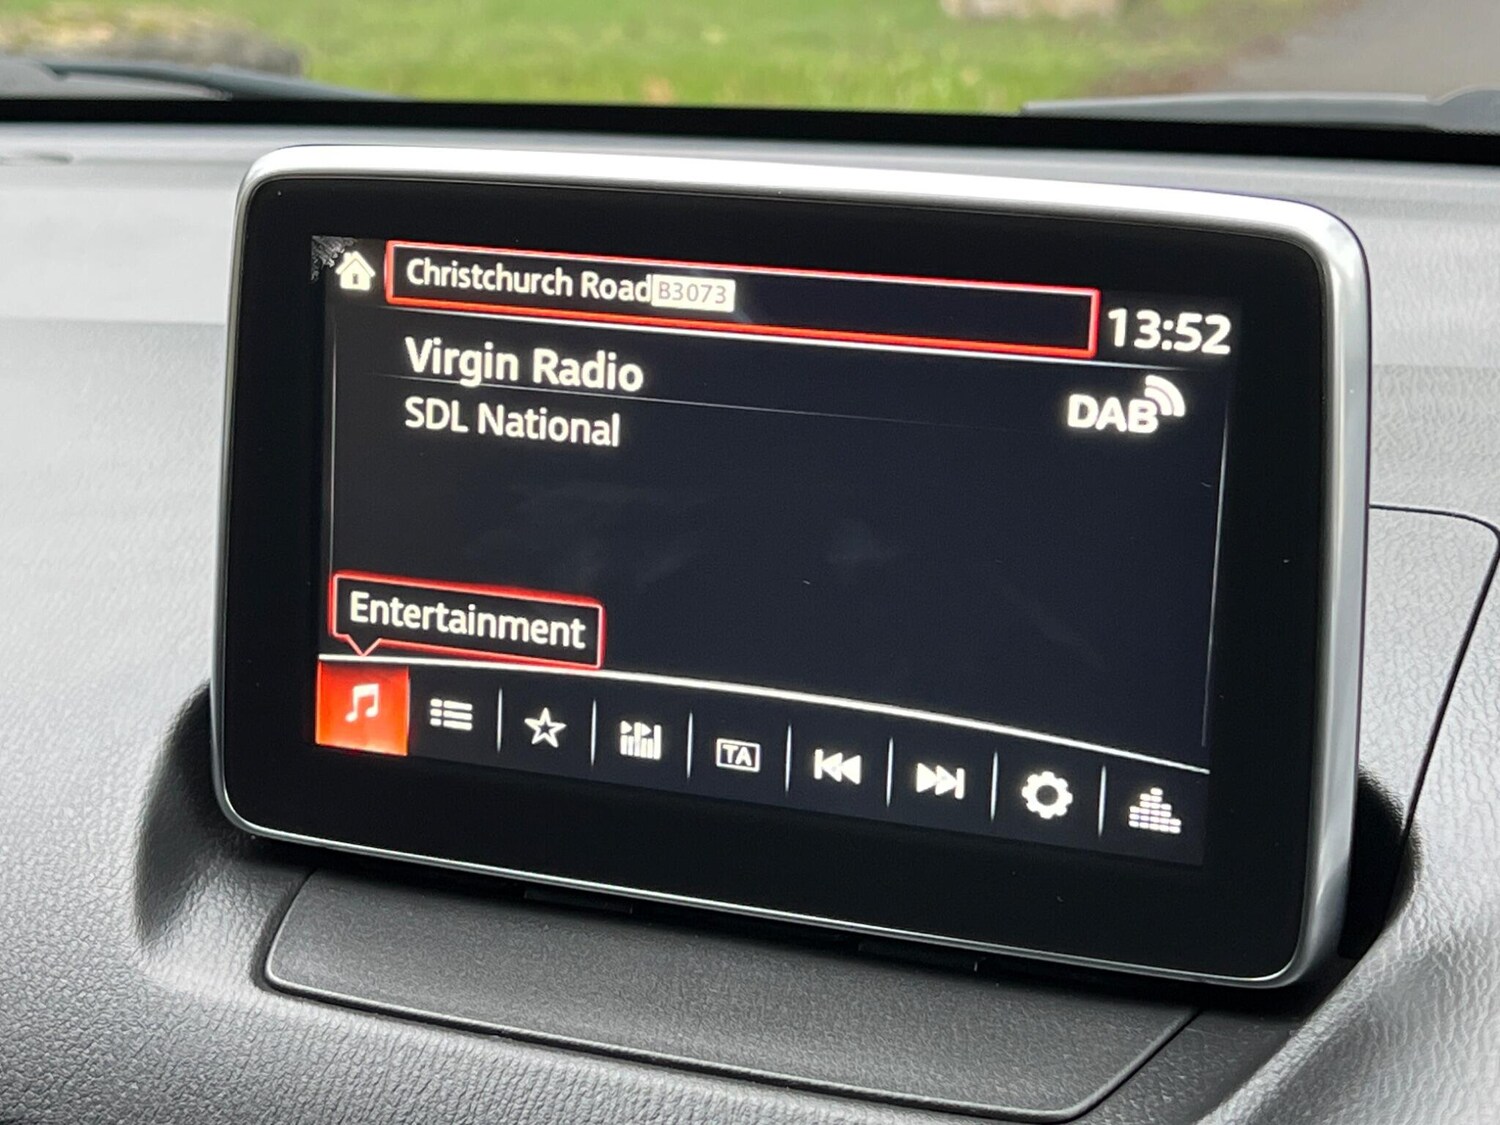 Christchurch Road B3073
13:52
Virgin Radio
DAB
SDL National
Entertainment
TA